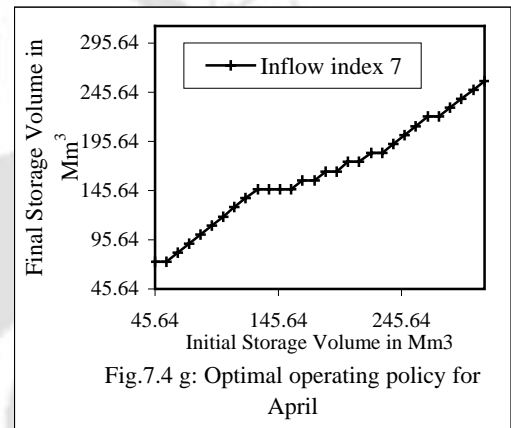 Final Storage Volume in
Mm3
295.64
245.64
195.64
145.64
95.64
45.64
Inflow index 7
45.64 145.64 245.64
Initial Storage Volume in Mm3
Fig.7.4 g: Optimal operating policy for
April